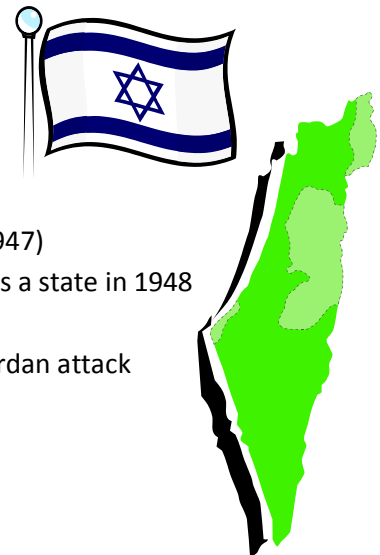 947)
s a state in 1948
rdan attack